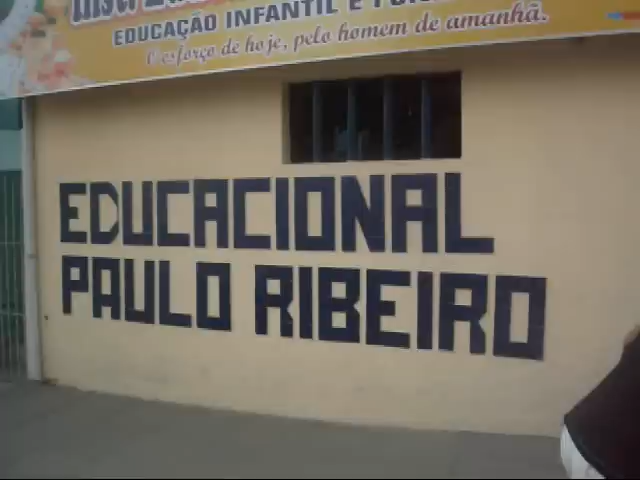 EDUCAÇÃO INFANTIL E
O esforço de hoje, pelo homem de amanhã.
EDUCACIONAL
PAULO RIBEIRO